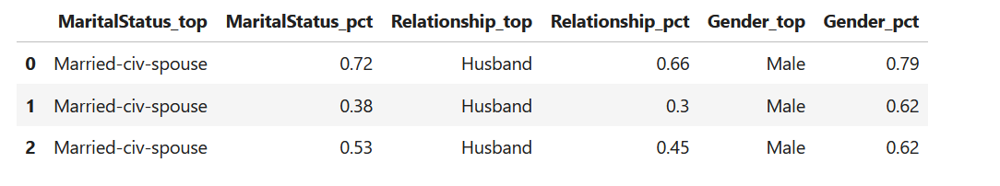 MaritalStatus_top MaritalStatus_pct Relationship_top Relationship_pct Gender_top Gender_pct
0 Married-civ-spouse 0.72 Husband 0.66 Male 0.79
1 Married-civ-spouse 0.38 Husband 0.3 Male 0.62
2 Married-civ-spouse 0.53 Husband 0.45 Male 0.62